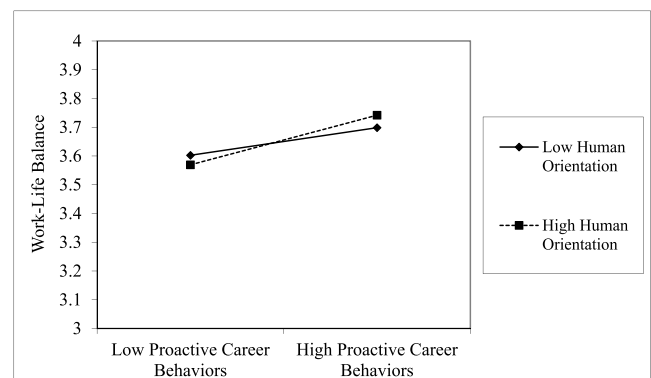 4
3.9
3.8
3.7
3.6
3.5
3.4
3.3
3.2
3.1
3
Work-Life Balance
Low Proactive Career
Behaviors
High Proactive Career
Behaviors
Low Human
Orientation
High Human
Orientation